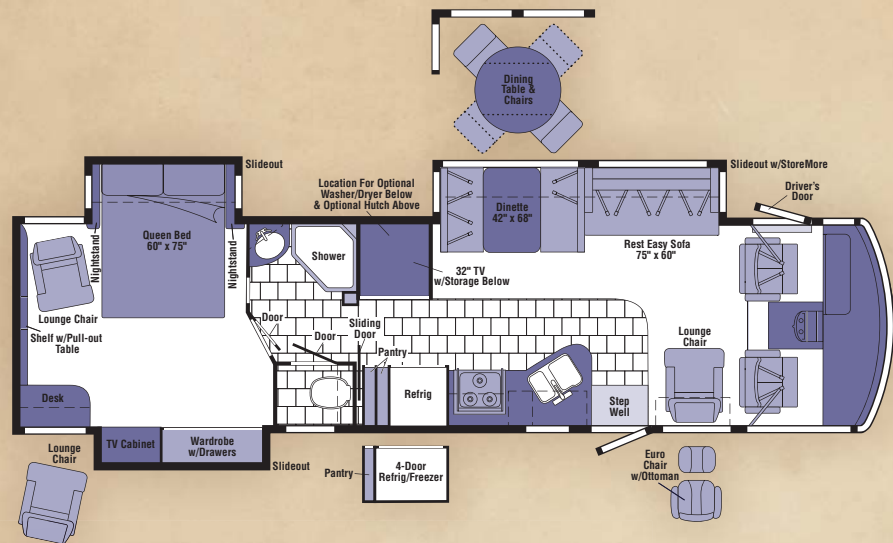 Dining
Table &
Chairs
Slideout
Slideout w/StoreMore
Location For Optional
Washer/Dryer Below
& Optional Hutch Above
Driver's
Door
Queen Bed
60" x 75"
Nightstand
Nightstand
Shower
Dinette
42" x 68"
Rest Easy Sofa
75" x 60"
32" TV
w/Storage Below
Lounge Chair
Shelf w/Pull-out
Table
Door
Door
Sliding
Door
Pantry
Lounge
Chair
Refrig
Step
Well
Desk
TV Cabinet
Wardrobe
w/Drawers
Slideout
Lounge
Chair
Pantry
4-Door
Refrig/Freezer
Euro
Chair
w/Ottoman